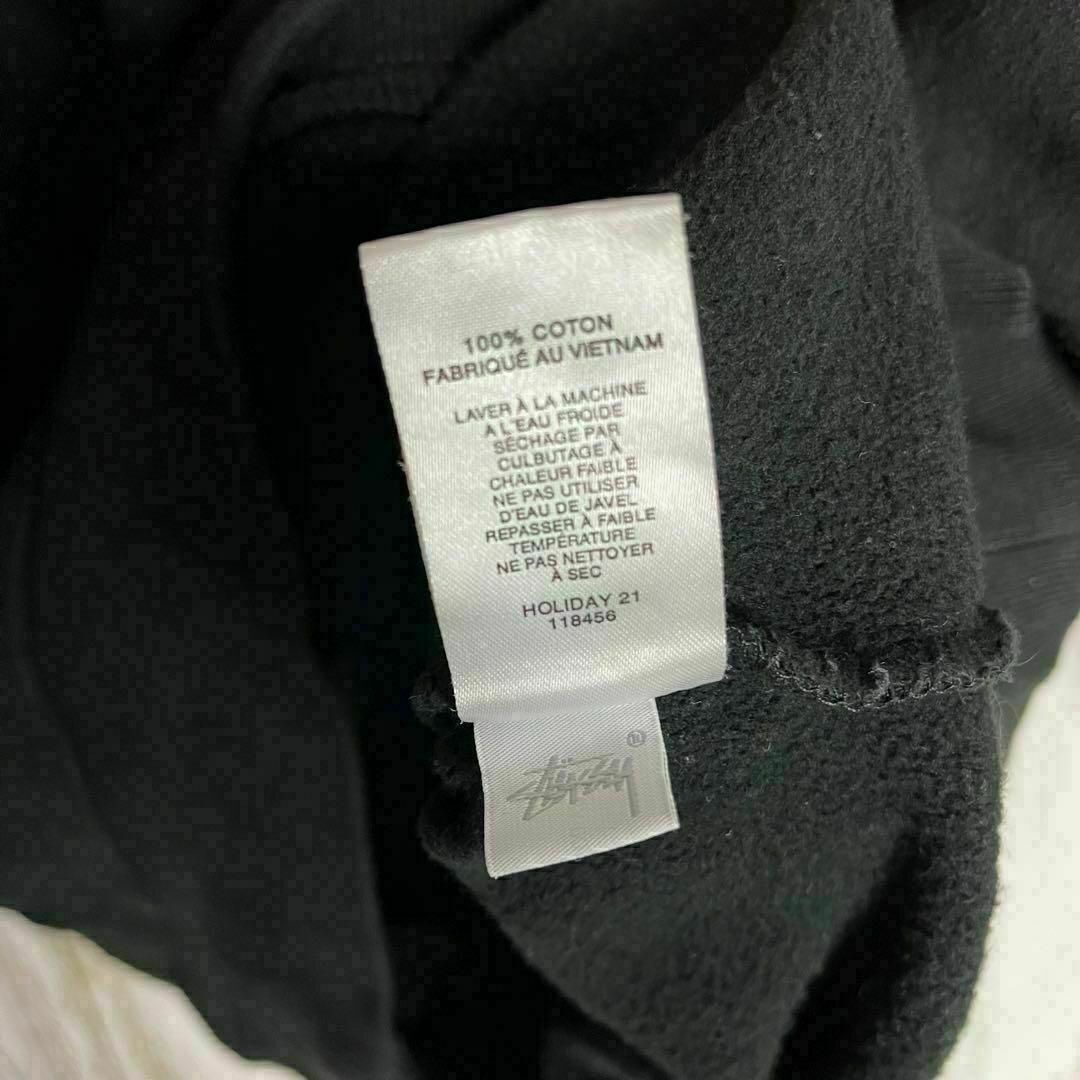 100% COTON
FABRIQUÉ AU VIETNAM
LAVER À LA MACHINE
A L'EAU FROIDE
SÉCHAGE PAR
CULBUTAGE À
CHALEUR FAIBLE
NE PAS UTILISER
D'EAU DE JAVEL
REPASSER À FAIBLE
TEMPÉRATURE
NE PAS NETTOYER
À SEC
HOLIDAY 21
118456
STÜSSY ®